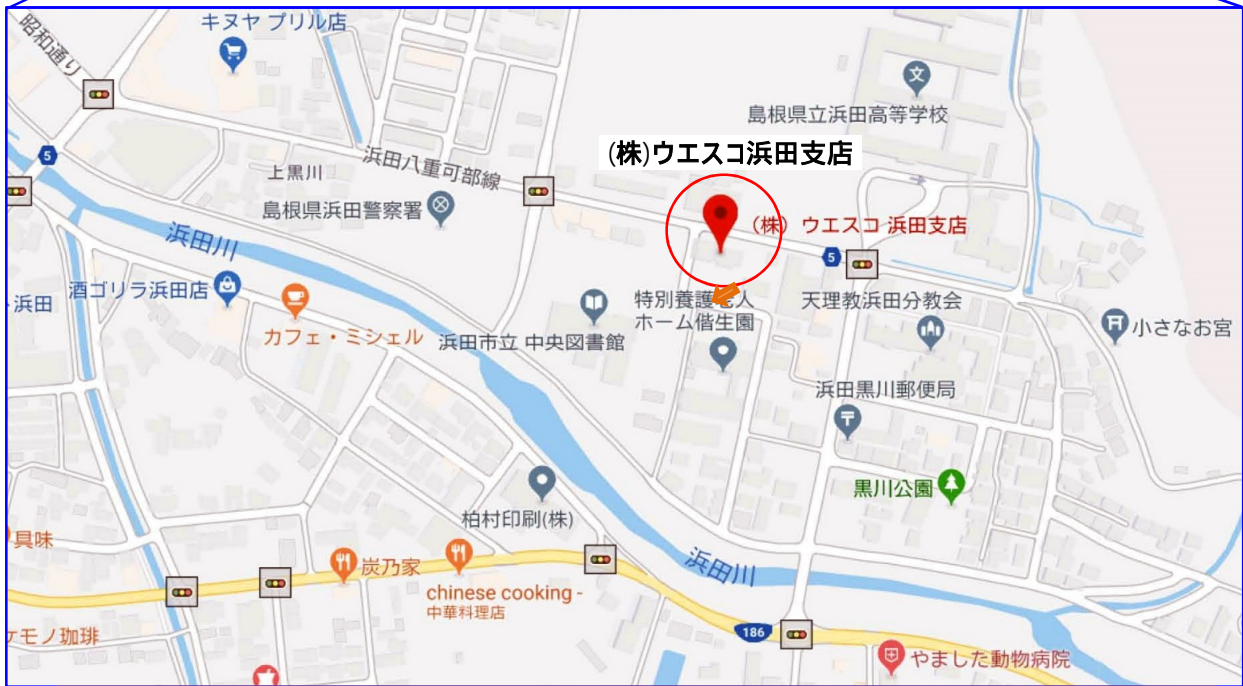 キヌヤ プリル店
昭和通り
文
島根県立浜田高等学校
(株)ウエスコ浜田支店
5
浜田八重可部線
上黒川
島根県浜田警察署
(株) ウエスコ 浜田支店
浜田川
5
酒ゴリラ浜田店
浜田
特別養護老人
ホーム偕生園
天理教浜田分教会
小さなお宮
カフェ・ミシェル
浜田市立 中央図書館
浜田黒川郵便局
黒川公園
柏村印刷(株)
具味
炭乃家
chinese cooking -
中華料理店
浜田川
186
ケモノ珈琲
やました動物病院